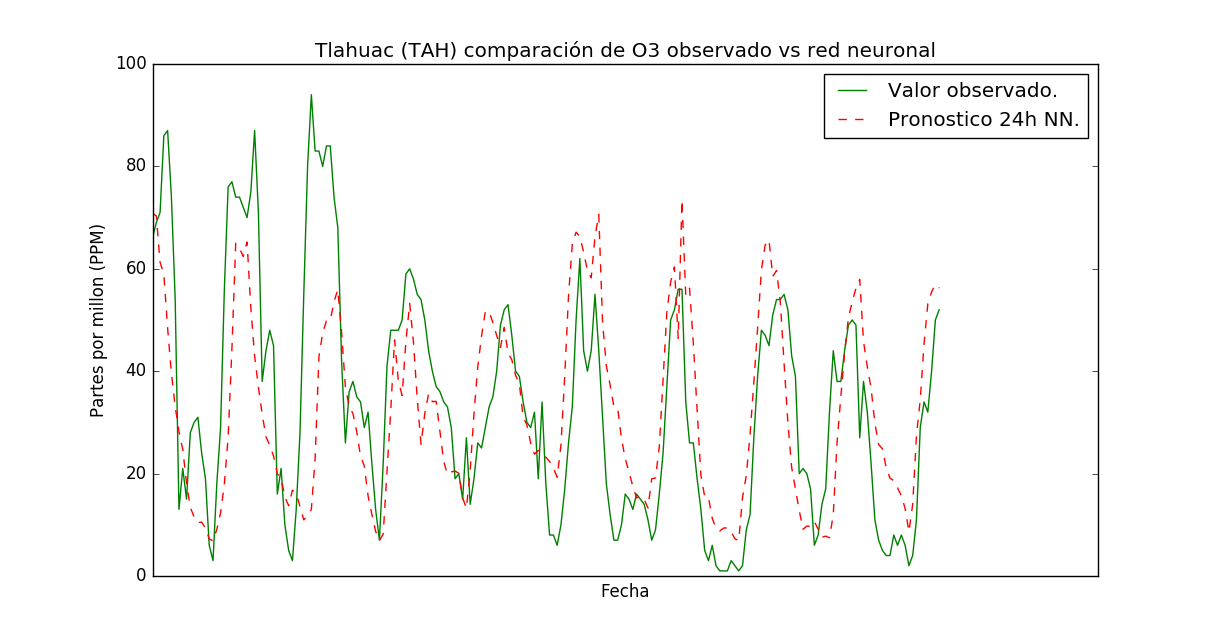 Tlahuac (TAH) comparación de O3 observado vs red neuronal
Valor observado.
Pronostico 24h NN.
Partes por millon (PPM)
100
80
60
40
20
0
Fecha